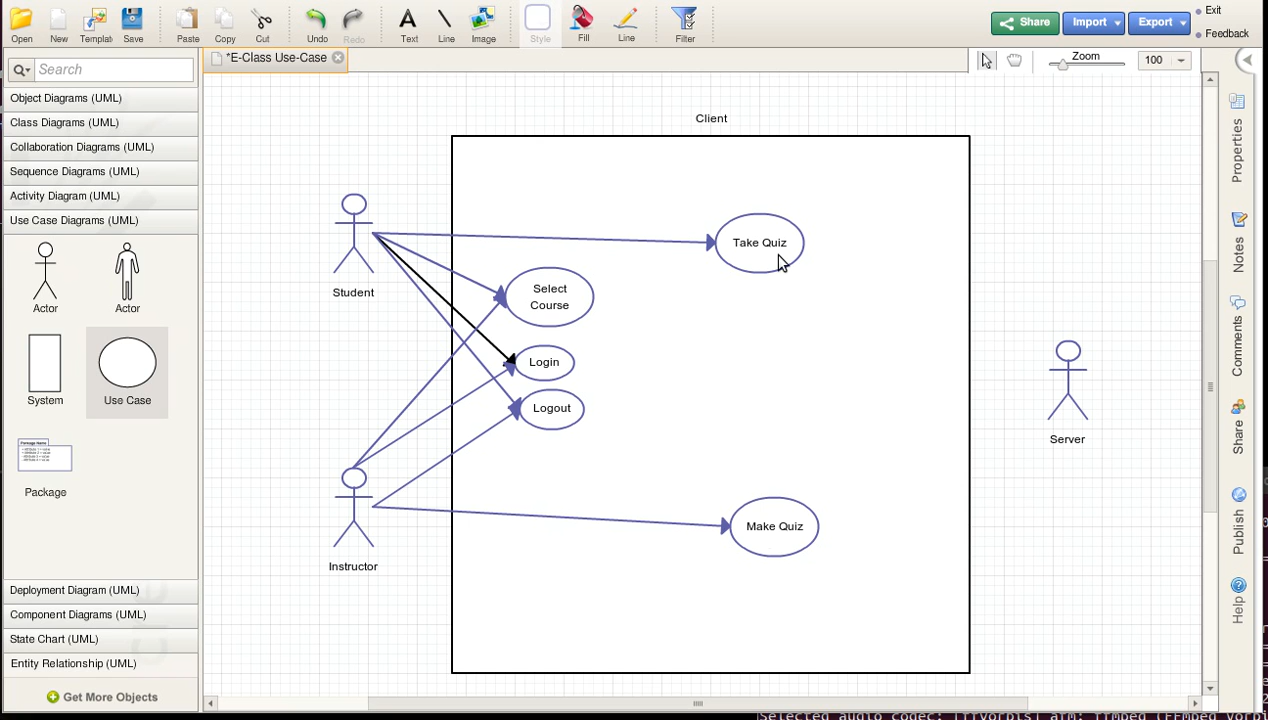 Open
New
Templat
Save
Paste
Copy
Cut
Undo
Redo
Text
Line
Image
Style
Fill
Line
Filter
Share
Import
Export
Exit
Feedback
*E-Class Use-Case
Zoom
100
Search
Object Diagrams (UML)
Class Diagrams (UML)
Collaboration Diagrams (UML)
Sequence Diagrams (UML)
Activity Diagram (UML)
Use Case Diagrams (UML)
Actor
Actor
System
Use Case
Package Name
Package
Deployment Diagram (UML)
Component Diagrams (UML)
State Chart (UML)
Entity Relationship (UML)
Get More Objects
Client
Student
Take Quiz
Select
Course
Login
Logout
Instructor
Make Quiz
Server
Properties
Notes
Comments
Share
Publish
Help